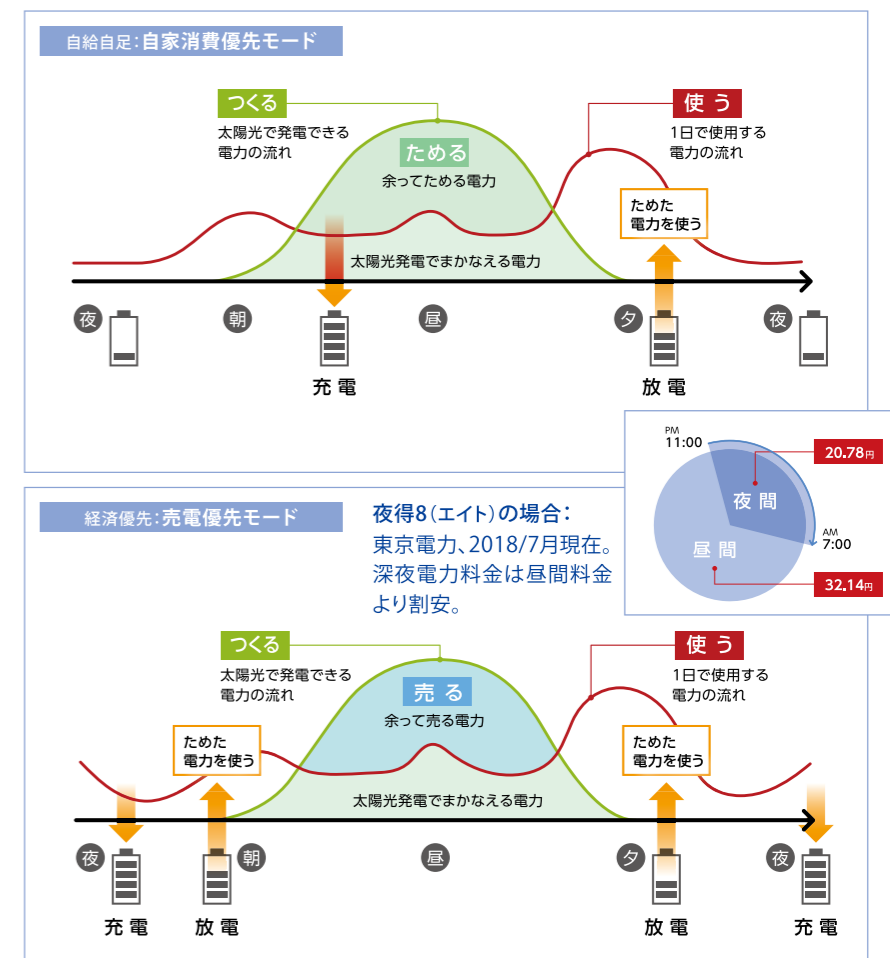 自給自足:自家消費優先モード
つくる
太陽光で発電できる
電力の流れ
ためる
余ってためる電力
使う
1日で使用する
電力の流れ
ためた
電力を使う
太陽光発電でまかなえる電力
夜
朝
昼
夕
夜
充電
放電
PM
11:00
20.78円
夜間
AM
7:00
昼間
32.14円
経済優先:売電優先モード
夜得8(エイト)の場合:
東京電力、2018/7月現在。
深夜電力料金は昼間料金
より割安。
つくる
太陽光で発電できる
電力の流れ
売る
余って売る電力
使う
1日で使用する
電力の流れ
ためた
電力を使う
ためた
電力を使う
太陽光発電でまかなえる電力
夜
朝
昼
夕
夜
充電
放電
放電
充電